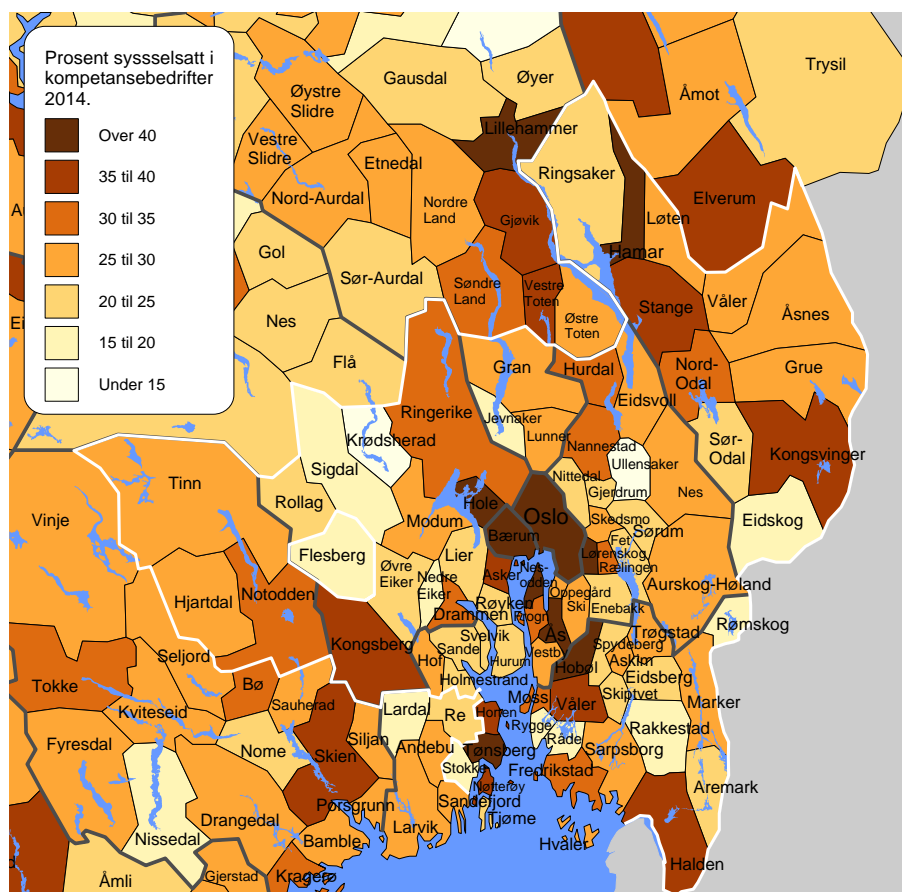 Prosent syssselsatt i
kompetansebedrifter
2014.
Over 40
35 til 40
30 til 35
25 til 30
20 til 25
15 til 20
Under 15
Trysil
Gausdal
Øyer
Åmot
Øystre
Slidre
Lillehammer
Vestre
Slidre
Etnedal
Ringsaker
Elverum
Nord-Aurdal
Nordre
Land
Gjøvik
Løten
Hamar
Gol
Sør-Aurdal
Søndre
Land
Vestre
Toten
Stange
Våler
Åsnes
Nes
Østre
Toten
Flå
Gran
Hurdal
Nord-
Odal
Grue
Ringerike
Eidsvoll
Jevnaker
Krødsherad
Lunner
Nannestad
Sør-
Odal
Kongsvinger
Sigdal
Ullensaker
Tinn
Nittedal
Gjerdrum
Nes
Rollag
Hole
Oslo
Vinje
Modum
Skedsmo
Eidskog
Flesberg
Bærum
Fet
Sørum
Lier
Lørenskog
Rælingen
Øvre
Eiker
Nedre
Eiker
Asker
Nes-
odden
Aurskog-Høland
Hjartdal
Notodden
Oppegård
Ski
Enebakk
Drammen
Røyken
Frogn
Rømskog
Kongsberg
Svelvik
Ås
Spydeberg
Trøgstad
Seljord
Hof
Sande
Hurum
Vestby
Hobøl
Askim
Tokke
Bø
Holmestrand
Eidsberg
Sauherad
Moss
Våler
Skiptvet
Marker
Kviteseid
Lardal
Re
Horten
Rygge
Råde
Rakkestad
Fyresdal
Nome
Skien
Siljan
Andebu
Tønsberg
Sarpsborg
Stokke
Fredrikstad
Nøtterøy
Aremark
Porsgrunn
Sandefjord
Tjøme
Drangedal
Larvik
Nissedal
Bamble
Hvaler
Halden
Åmli
Gjerstad
Kragerø